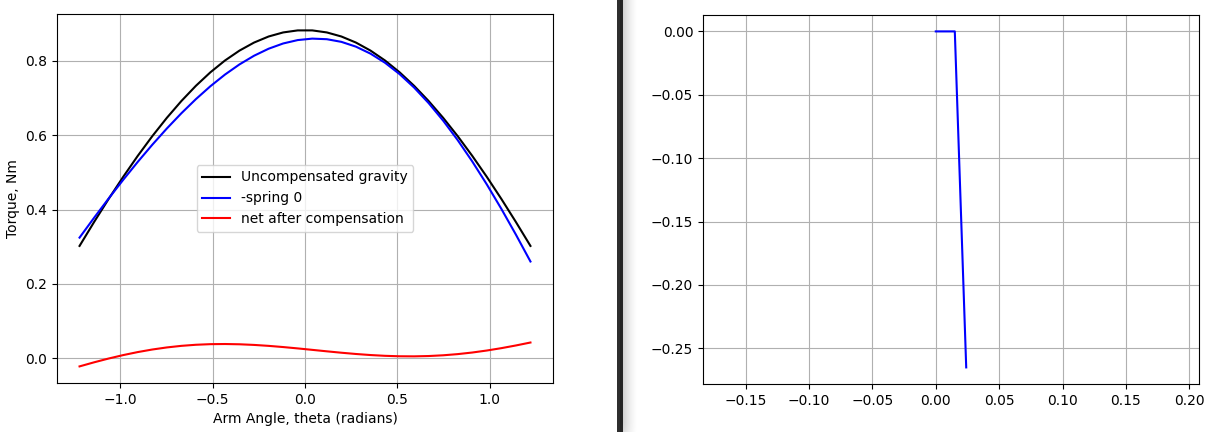 0.8
0.6
0.4
0.2
0.0
Torque, Nm
Uncompensated gravity
-spring 0
net after compensation
−1.0 −0.5 0.0 0.5 1.0
Arm Angle, theta (radians)
0.00
−0.05
−0.10
−0.15
−0.20
−0.25
−0.15 −0.10 −0.05 0.00 0.05 0.10 0.15 0.20